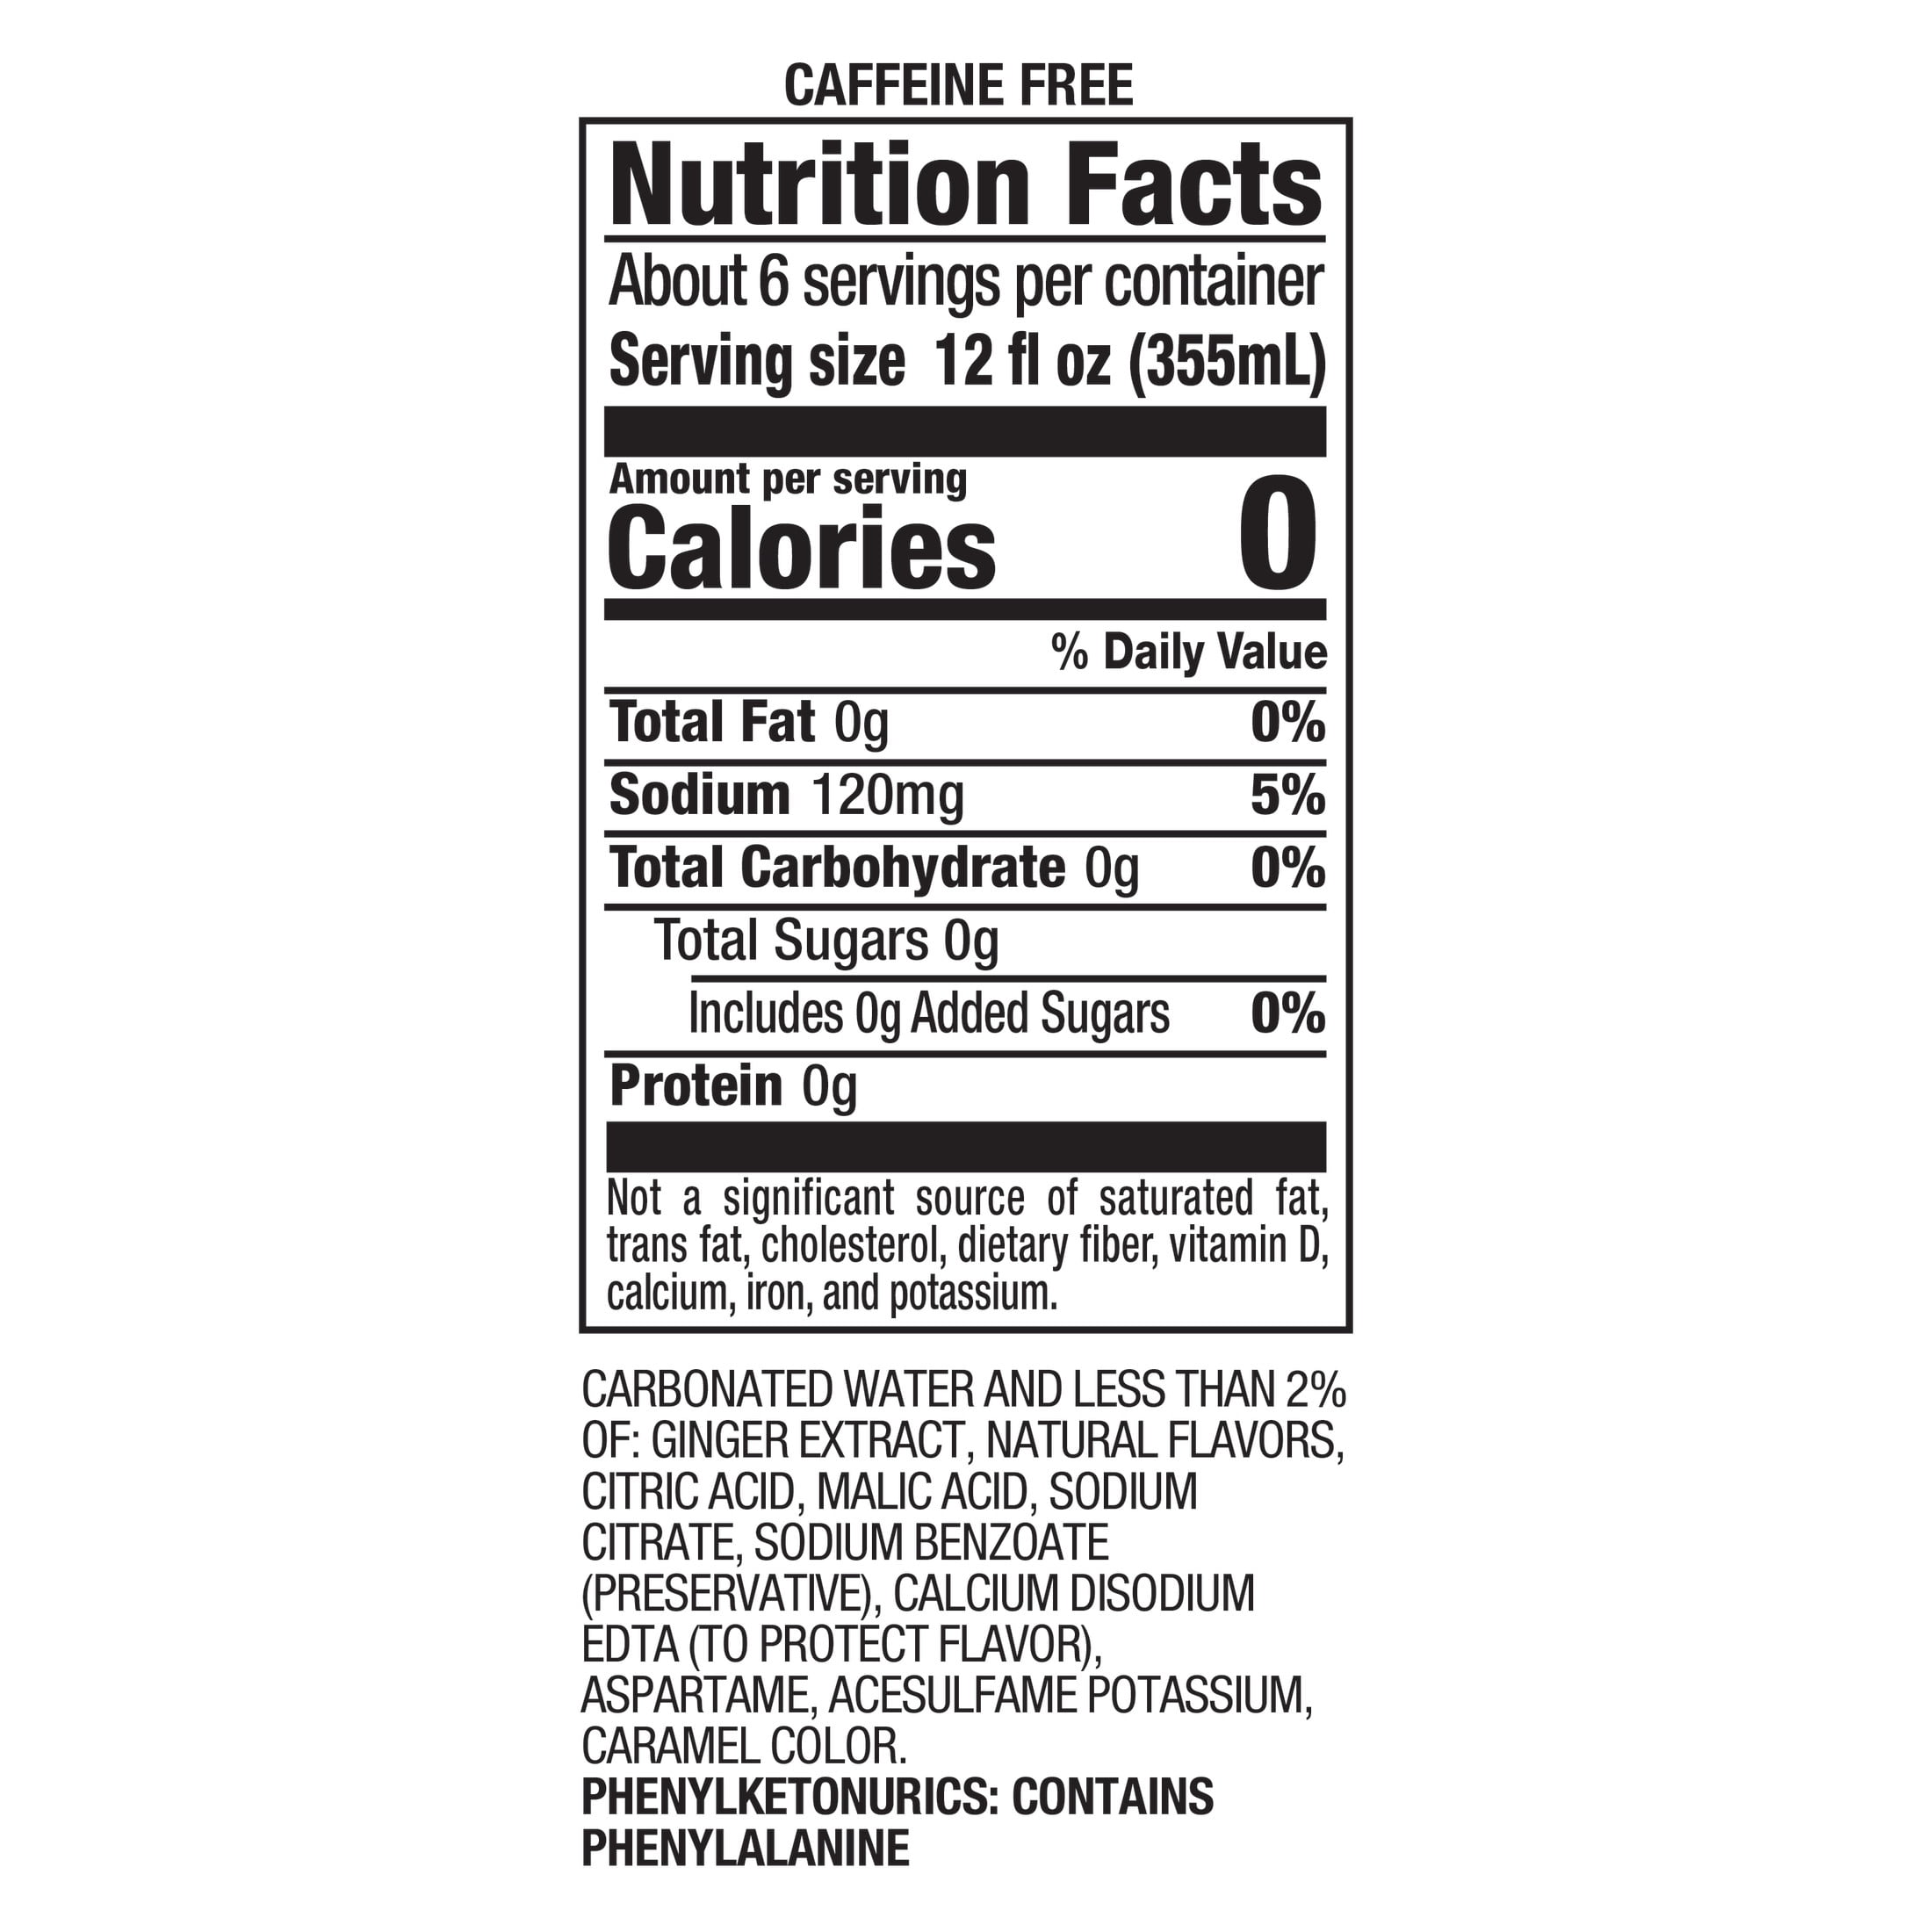 CAFFEINE FREE
Nutrition Facts
About 6 servings per container
Serving size 12 fl oz (355mL)
Amount per serving
Calories 0
% Daily Value
Total Fat 0g 0%
Sodium 120mg 5%
Total Carbohydrate 0g 0%
Total Sugars 0g
Includes 0g Added Sugars 0%
Protein 0g
Not a significant source of saturated fat,
trans fat, cholesterol, dietary fiber, vitamin D,
calcium, iron, and potassium.
CARBONATED WATER AND LESS THAN 2%
OF: GINGER EXTRACT, NATURAL FLAVORS,
CITRIC ACID, MALIC ACID, SODIUM
CITRATE, SODIUM BENZOATE
(PRESERVATIVE), CALCIUM DISODIUM
EDTA (TO PROTECT FLAVOR),
ASPARTAME, ACESULFAME POTASSIUM,
CARAMEL COLOR.
PHENYLKETONURICS: CONTAINS
PHENYLALANINE